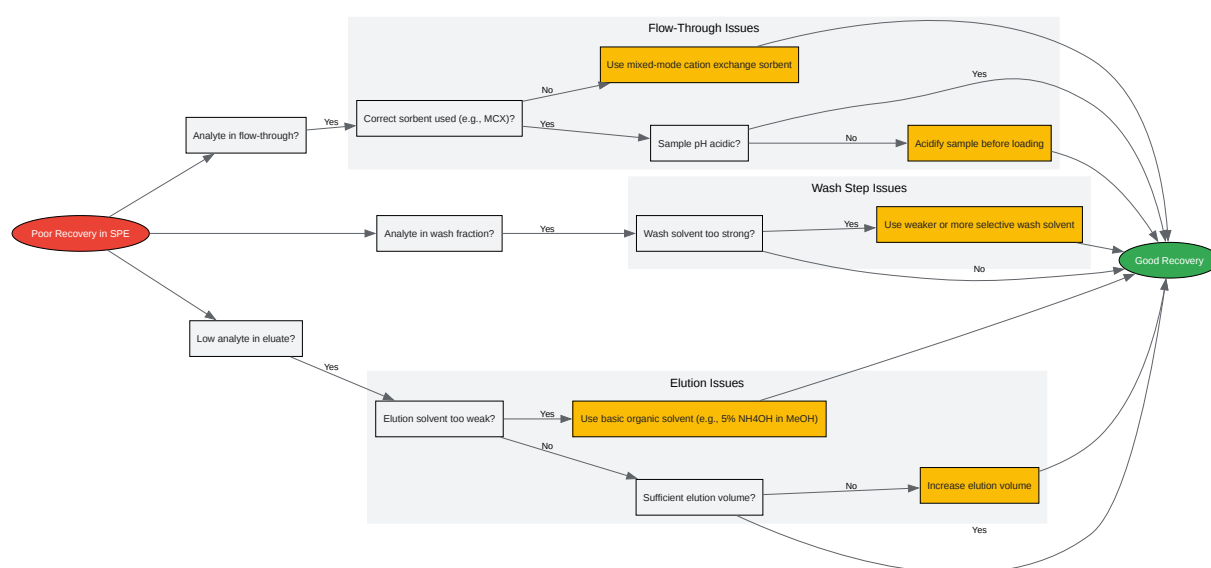 Flow-Through Issues
Use mixed-mode cation exchange sorbent
Yes
No
Correct sorbent used (e.g., MCX)?
Yes
Analyte in flow-through?
Yes
Sample pH acidic?
No
Acidify sample before loading
Wash Step Issues
Poor Recovery in SPE
Analyte in wash fraction?
Yes
Wash solvent too strong?
Yes
Use weaker or more selective wash solvent
No
Good Recovery
Low analyte in eluate?
Yes
Elution Issues
Elution solvent too weak?
Yes
Use basic organic solvent (e.g., 5% NH4OH in MeOH)
No
Sufficient elution volume?
No
Increase elution volume
Yes